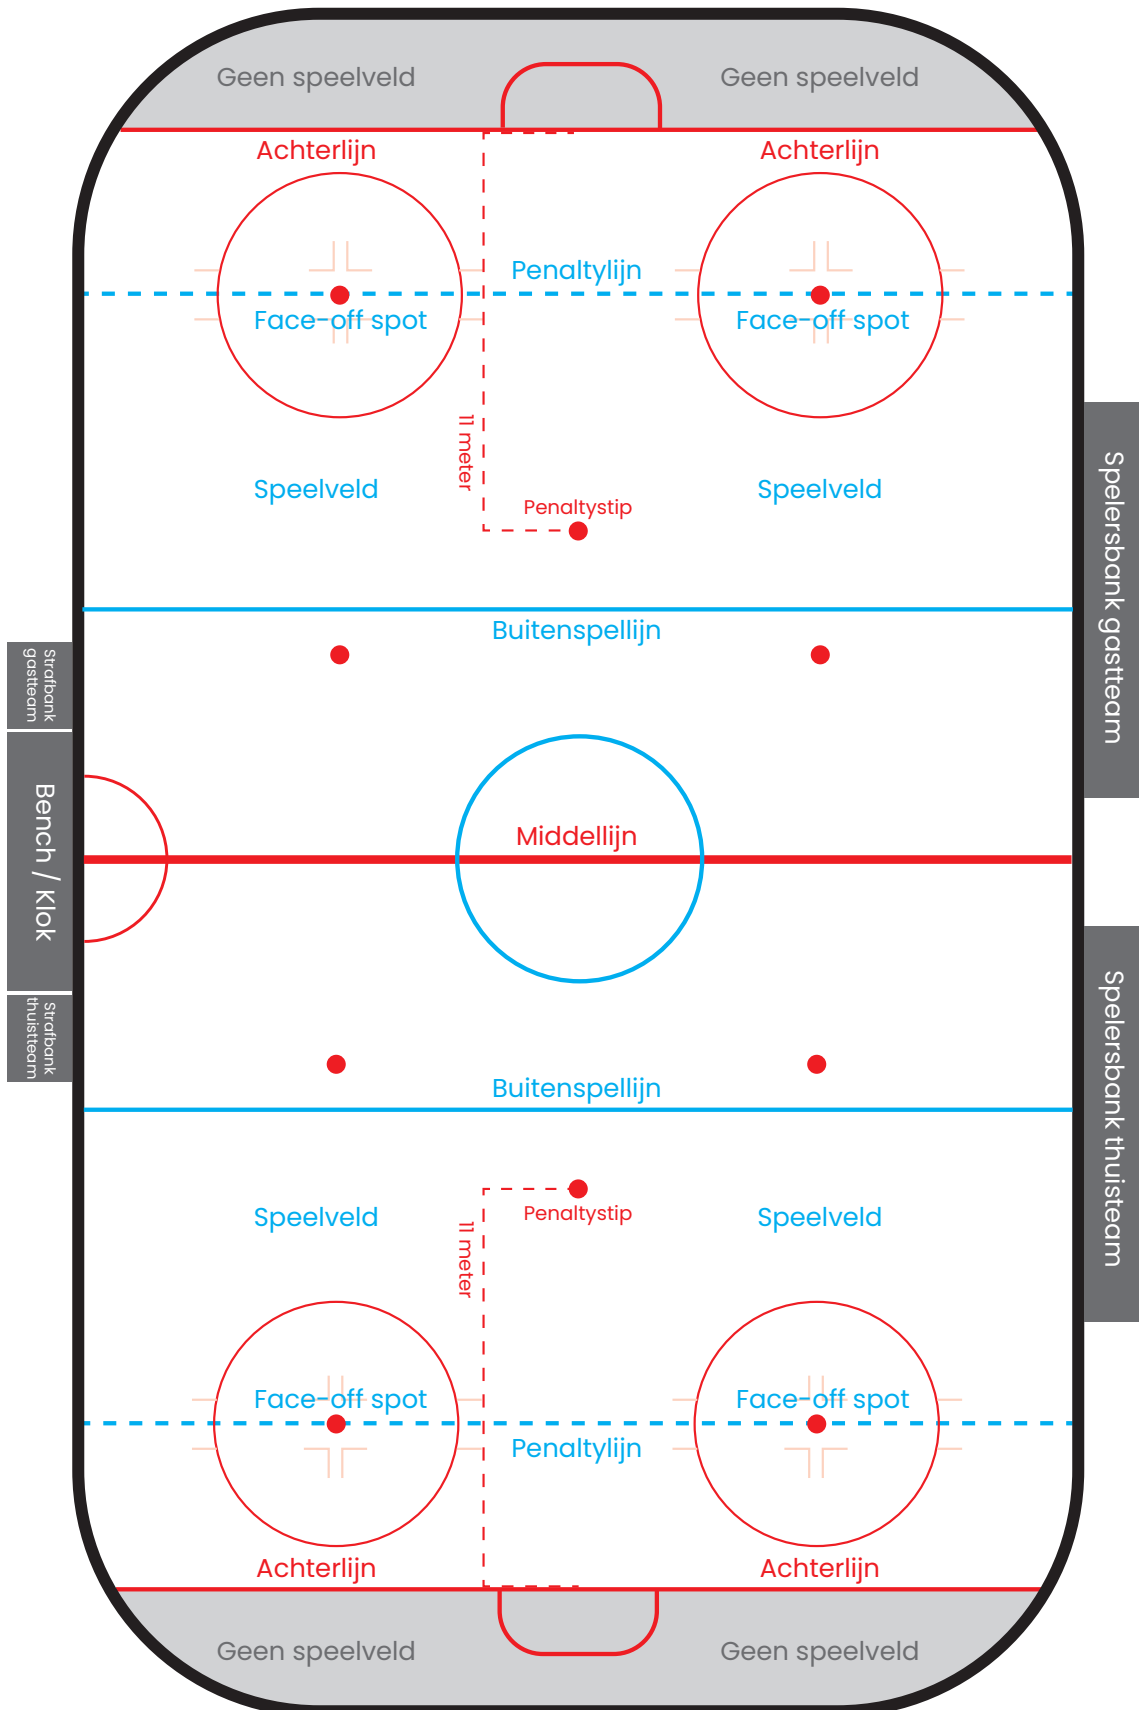 Geen speelveld
Geen speelveld
Achterlijn
Achterlijn
Penaltylijn
Face-off spot
Face-off spot
11 meter
Speelveld
Speelveld
Penaltystip
Spelersbank gastteam
Buitenspellijn
Strafbank
gastteam
Bench / Klok
Middellijn
Strafbank
thuistteam
Spelersbank thuisteam
Buitenspellijn
Speelveld
Speelveld
Penaltystip
11 meter
Face-off spot
Face-off spot
Penaltylijn
Achterlijn
Achterlijn
Geen speelveld
Geen speelveld